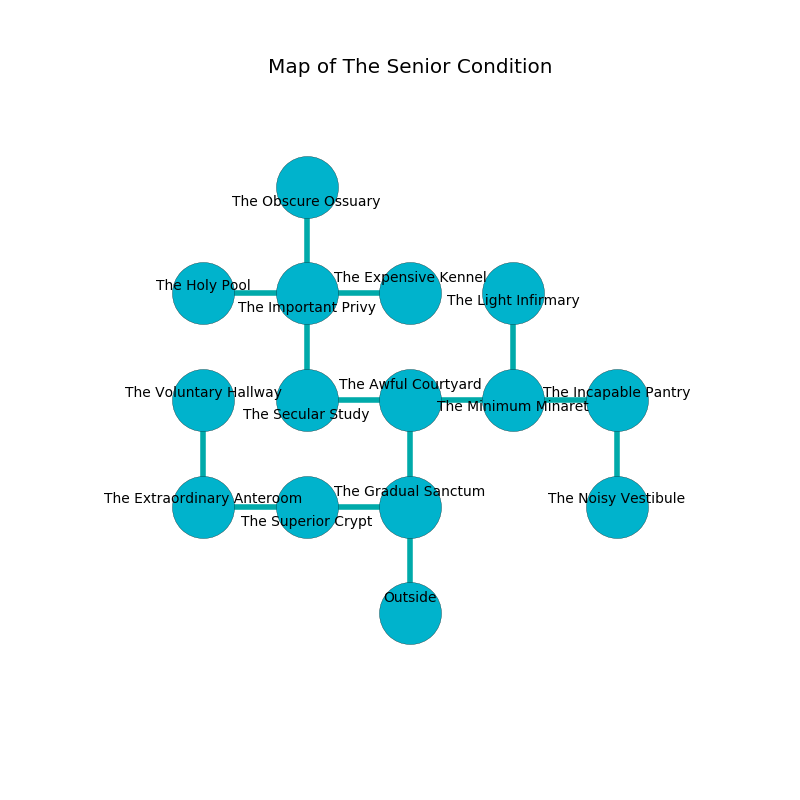 Map of The Senior Condition
The Obscure Ossuary
The Holy Pool
The Expensive Kennel
The Important Privy
The Light Infirmary
The Voluntary Hallway
The Awful Courtyard
The Incapable Pantry
The Secular Study
The Minimum Minaret
The Extraordinary Anteroom
The Gradual Sanctum
The Noisy Vestibule
The Superior Crypt
Outside